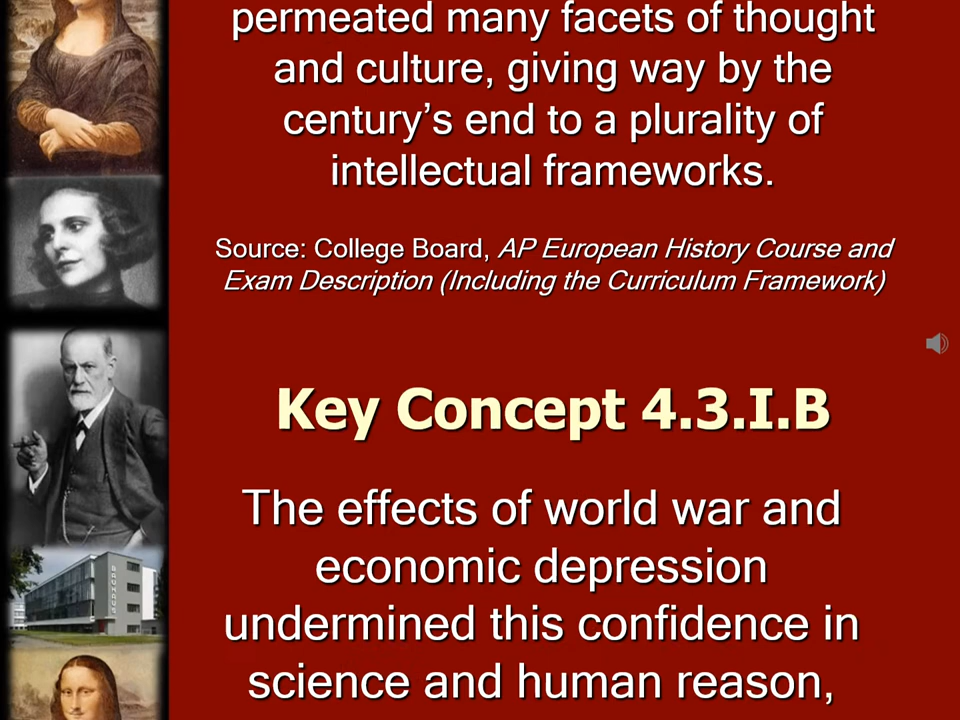 permeated many facets of thought
and culture, giving way by the
century’s end to a plurality of
intellectual frameworks.
Source: College Board, AP European History Course and
Exam Description (Including the Curriculum Framework)
Key Concept 4.3.I.B
BAUHAUS
The effects of world war and
economic depression
undermined this confidence in
science and human reason,